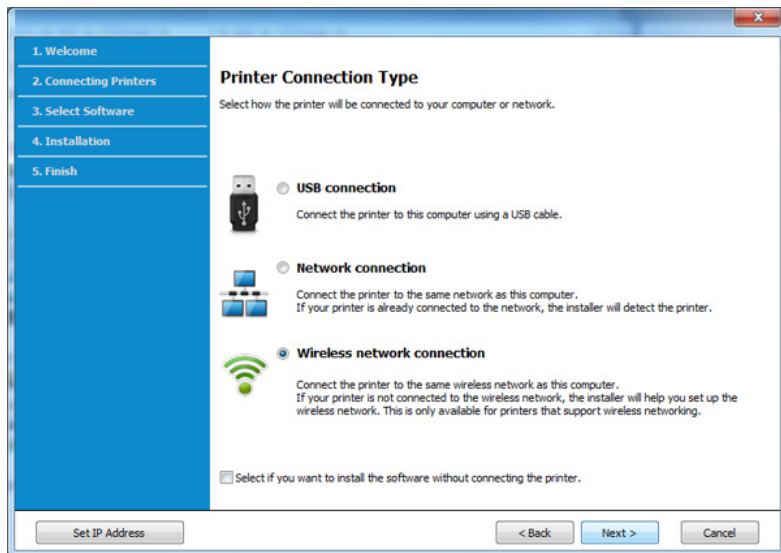 1. Welcome
2. Connecting Printers
3. Select Software
4. Installation
5. Finish
Printer Connection Type
Select how the printer will be connected to your computer or network.
USB connection
Connect the printer to this computer using a USB cable.
Network connection
Connect the printer to the same network as this computer.
If your printer is already connected to the network, the installer will detect the printer.
Wireless network connection
Connect the printer to the same wireless network as this computer.
If your printer is not connected to the wireless network, the installer will help you set up the
wireless network. This is only available for printers that support wireless networking.
Select if you want to install the software without connecting the printer.
Set IP Address
< Back
Next >
Cancel